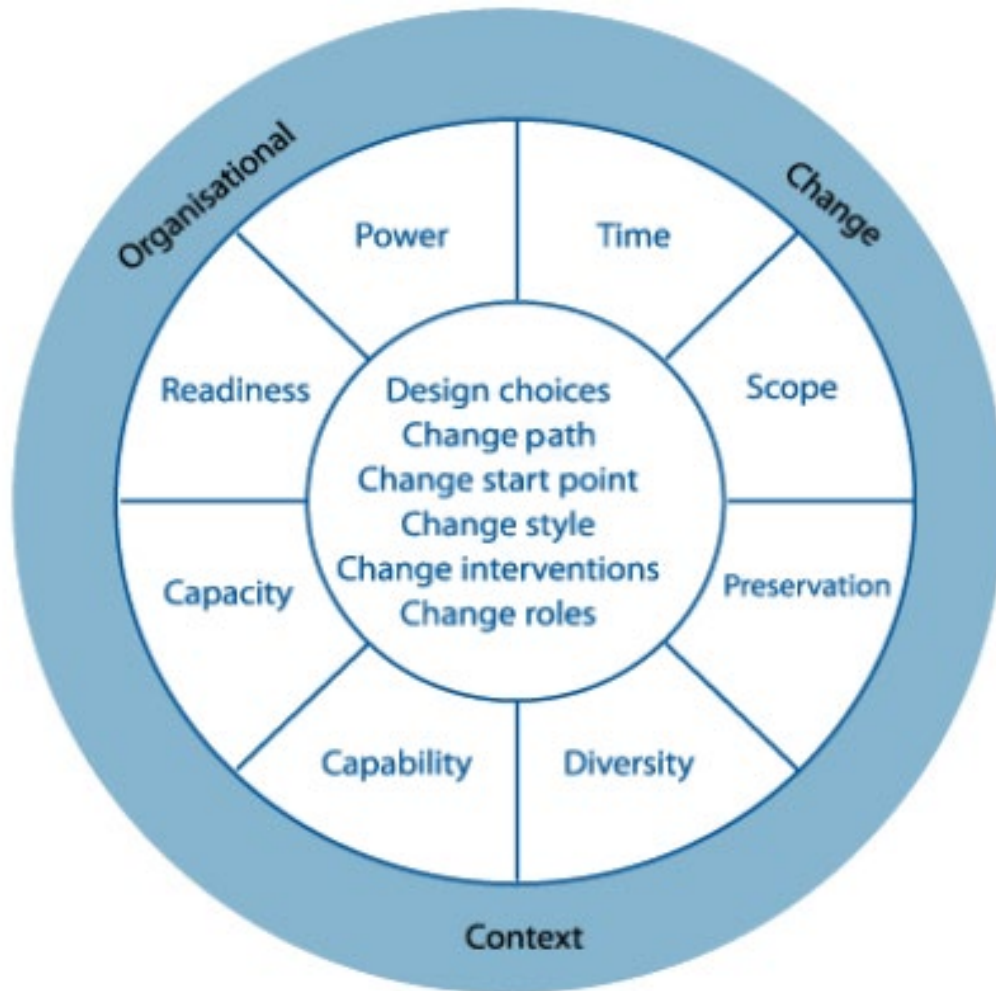 Organisational
Change
Context
Power
Time
Scope
Preservation
Diversity
Capability
Capacity
Readiness
Design choices
Change path
Change start point
Change style
Change interventions
Change roles